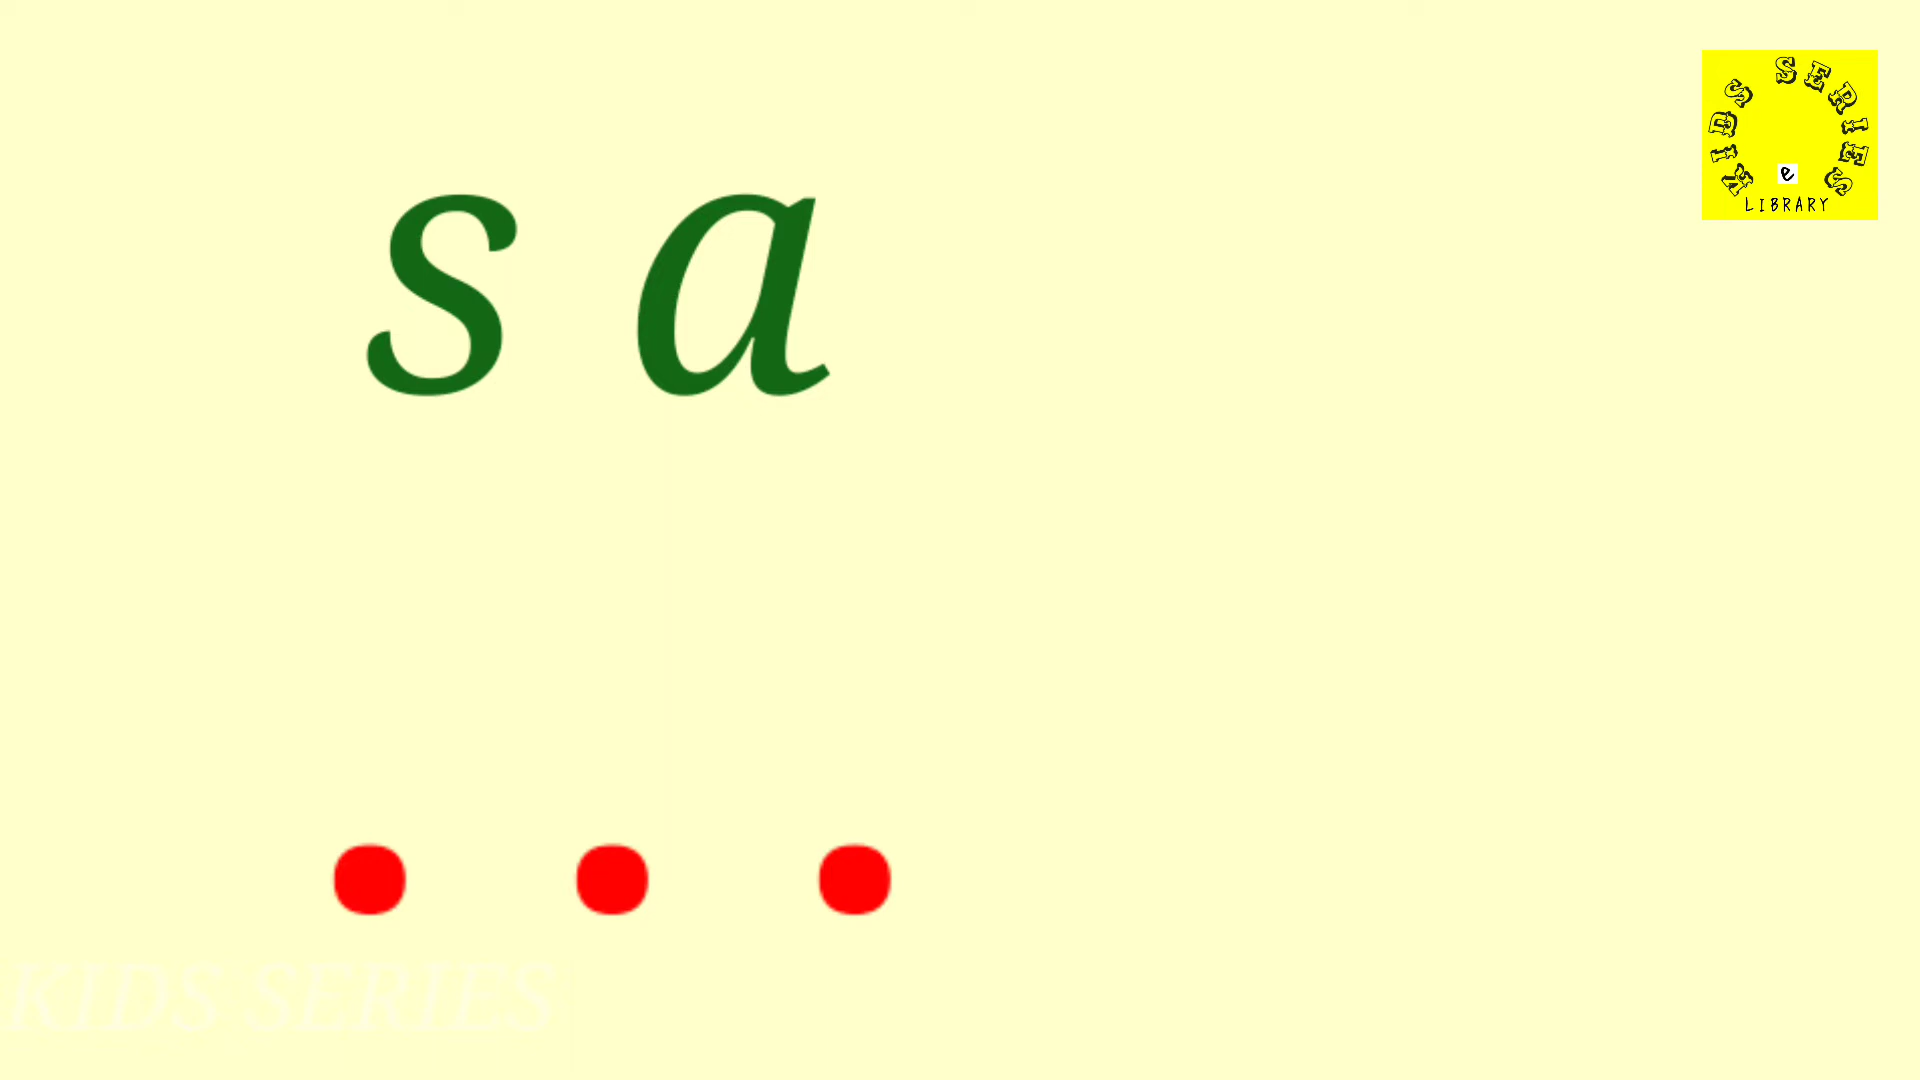 s a
. . .
KIDS SERIES
e
LIBRARY
KIDS SERIES